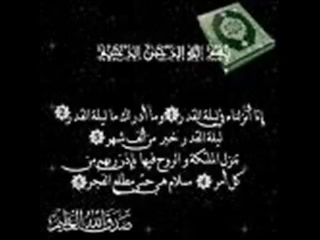 بسم الله الرحمن الرحيم
إنا أنزلناه في ليلة القدر وما أدراك ما ليلة القدر
ليلة القدر خير من ألف شهر
تنزل الملئكة والروح فيها بإذن ربهم من
كل أمر سلام هي حتى مطلع الفجر
صدق الله العظيم